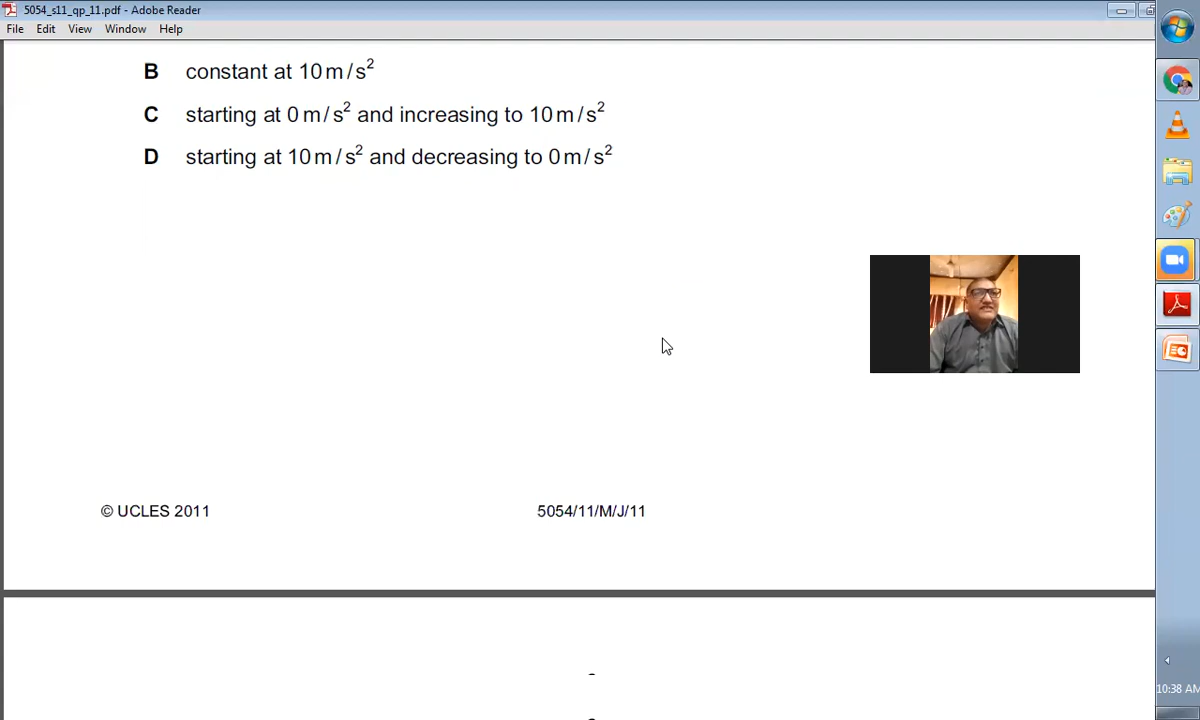 5054_s11_qp_11.pdf - Adobe Reader
File Edit View Window Help
B constant at 10 m/s²
C starting at 0 m/s² and increasing to 10 m/s²
D starting at 10 m/s² and decreasing to 0 m/s²
© UCLES 2011 5054/11/M/J/11
10:38 AM